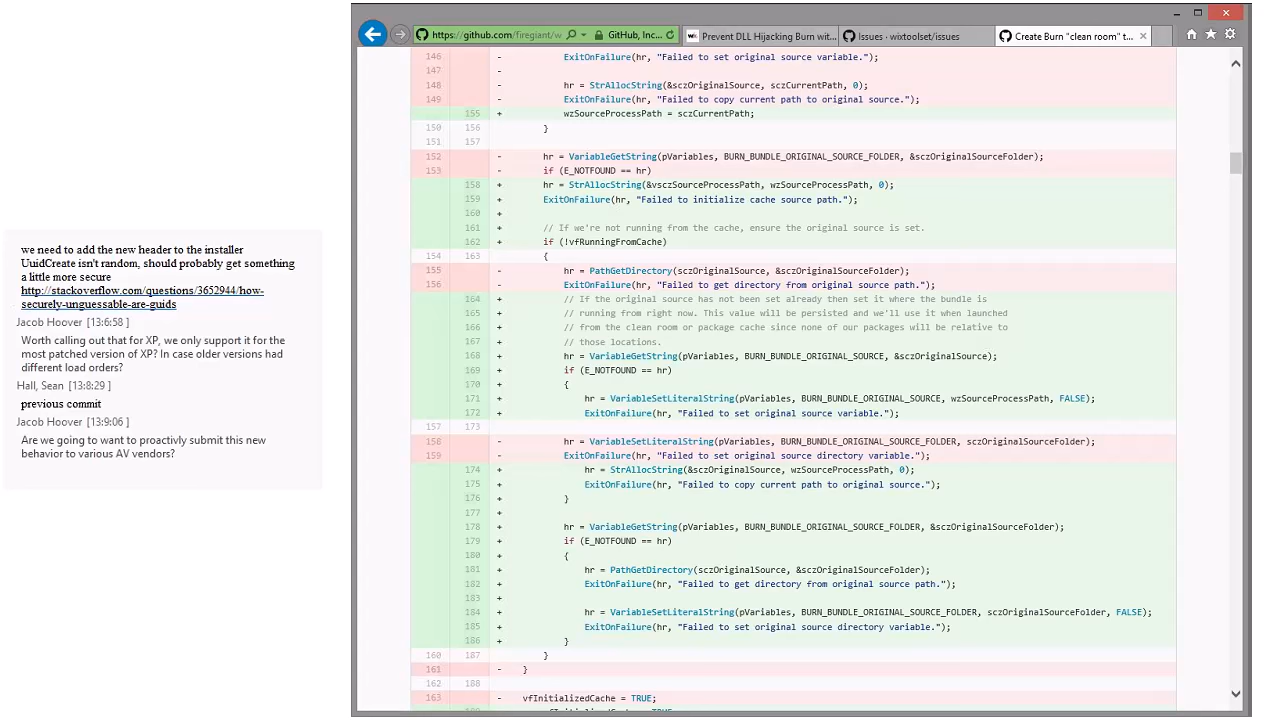 we need to add the new header to the installer
UuidCreate isn't random, should probably get something
a little more secure
http://stackoverflow.com/questions/3652944/how-
securely-unguessable-are-guids
Jacob Hoover [13:6:58 ]
Worth calling out that for XP, we only support it for the
most patched version of XP? In case older versions had
different load orders?
Hall, Sean [13:8:29 ]
previous commit
Jacob Hoover [13:9:06 ]
Are we going to want to proactivly submit this new
behavior to various AV vendors?
https://github.com/firegiant/w GitHub, Inc... Prevent DLL Hijacking Burn wit... Issues · wixtoolset/issues Create Burn "clean room" t...
146 - ExitOnFailure(hr, "Failed to set original source variable.");
147 -
148 - hr = StrAllocString(&sczOriginalSource, sczCurrentPath, 0);
149 - ExitOnFailure(hr, "Failed to copy current path to original source.");
155 + wzSourceProcessPath = sczCurrentPath;
150 156 }
151 157
152 - hr = VariableGetString(pVariables, BURN_BUNDLE_ORIGINAL_SOURCE_FOLDER, &sczOriginalSourceFolder);
153 - if (E_NOTFOUND == hr)
158 + hr = StrAllocString(&vsczSourceProcessPath, wzSourceProcessPath, 0);
159 + ExitOnFailure(hr, "Failed to initialize cache source path.");
160 +
161 + // If we're not running from the cache, ensure the original source is set.
162 + if (!vfRunningFromCache)
154 163 {
155 - hr = PathGetDirectory(sczOriginalSource, &sczOriginalSourceFolder);
156 - ExitOnFailure(hr, "Failed to get directory from original source.");
164 + // If the original source has not been set already then set it where the bundle is
165 + // running from right now. This value will be persisted and we'll use it when launched
166 + // from the clean room or package cache since none of our packages will be relative to
167 + // those locations.
168 + hr = VariableGetString(pVariables, BURN_BUNDLE_ORIGINAL_SOURCE, &sczOriginalSource);
169 + if (E_NOTFOUND == hr)
170 + {
171 + hr = VariableSetLiteralString(pVariables, BURN_BUNDLE_ORIGINAL_SOURCE, wzSourceProcessPath, FALSE);
172 + ExitOnFailure(hr, "Failed to set original source variable.");
157 173
158 - hr = VariableSetLiteralString(pVariables, BURN_BUNDLE_ORIGINAL_SOURCE_FOLDER, sczOriginalSourceFolder);
159 - ExitOnFailure(hr, "Failed to set original source directory variable.");
174 + hr = StrAllocString(&sczOriginalSource, wzSourceProcessPath, 0);
175 + ExitOnFailure(hr, "Failed to copy current path to original source.");
176 + }
177 +
178 + hr = VariableGetString(pVariables, BURN_BUNDLE_ORIGINAL_SOURCE_FOLDER, &sczOriginalSourceFolder);
179 + if (E_NOTFOUND == hr)
180 + {
181 + hr = PathGetDirectory(sczOriginalSource, &sczOriginalSourceFolder);
182 + ExitOnFailure(hr, "Failed to get directory from original source path.");
183 +
184 + hr = VariableSetLiteralString(pVariables, BURN_BUNDLE_ORIGINAL_SOURCE_FOLDER, sczOriginalSourceFolder, FALSE);
185 + ExitOnFailure(hr, "Failed to set original source directory variable.");
186 + }
160 187 }
161 - }
162 188
163 - vfInitializedCache = TRUE;